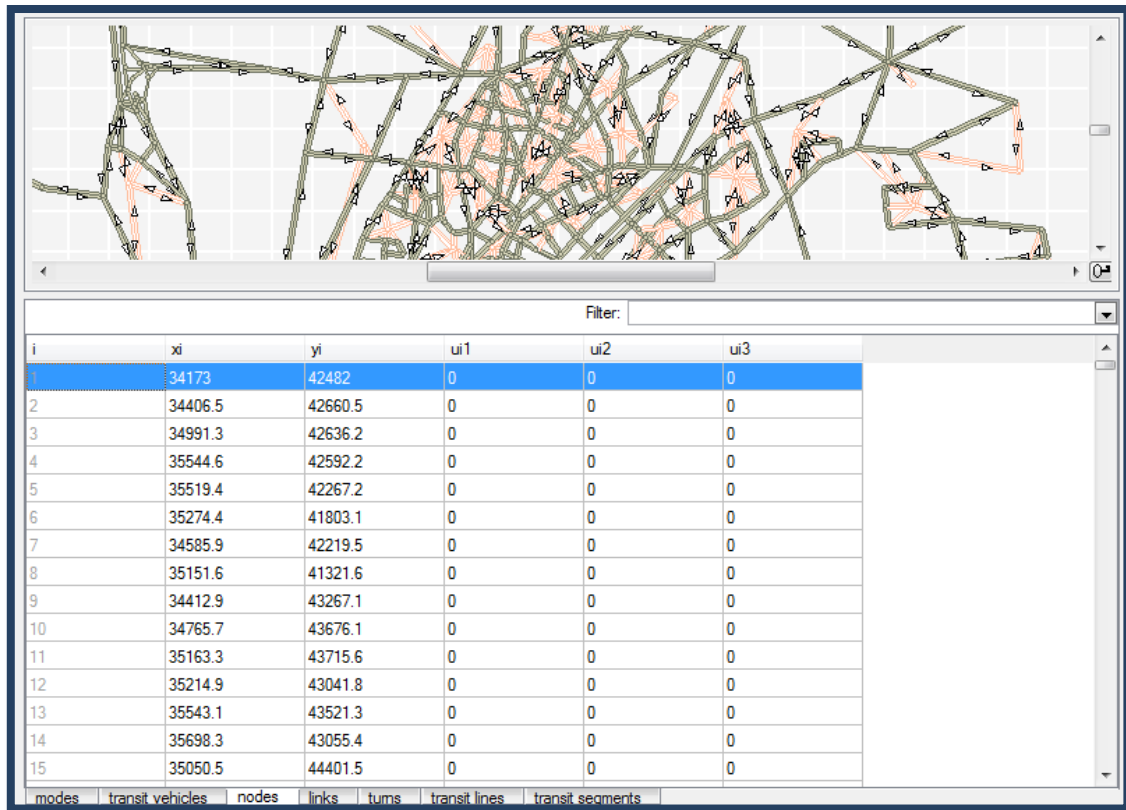 Filter:
i xi yi ui1 ui2 ui3
1 34173 42482 0 0 0
2 34406.5 42660.5 0 0 0
3 34991.3 42636.2 0 0 0
4 35544.6 42592.2 0 0 0
5 35519.4 42267.2 0 0 0
6 35274.4 41803.1 0 0 0
7 34585.9 42219.5 0 0 0
8 35151.6 41321.6 0 0 0
9 34412.9 43267.1 0 0 0
10 34765.7 43676.1 0 0 0
11 35163.3 43715.6 0 0 0
12 35214.9 43041.8 0 0 0
13 35543.1 43521.3 0 0 0
14 35698.3 43055.4 0 0 0
15 35050.5 44401.5 0 0 0
modes transit vehicles nodes links turns transit lines transit segments